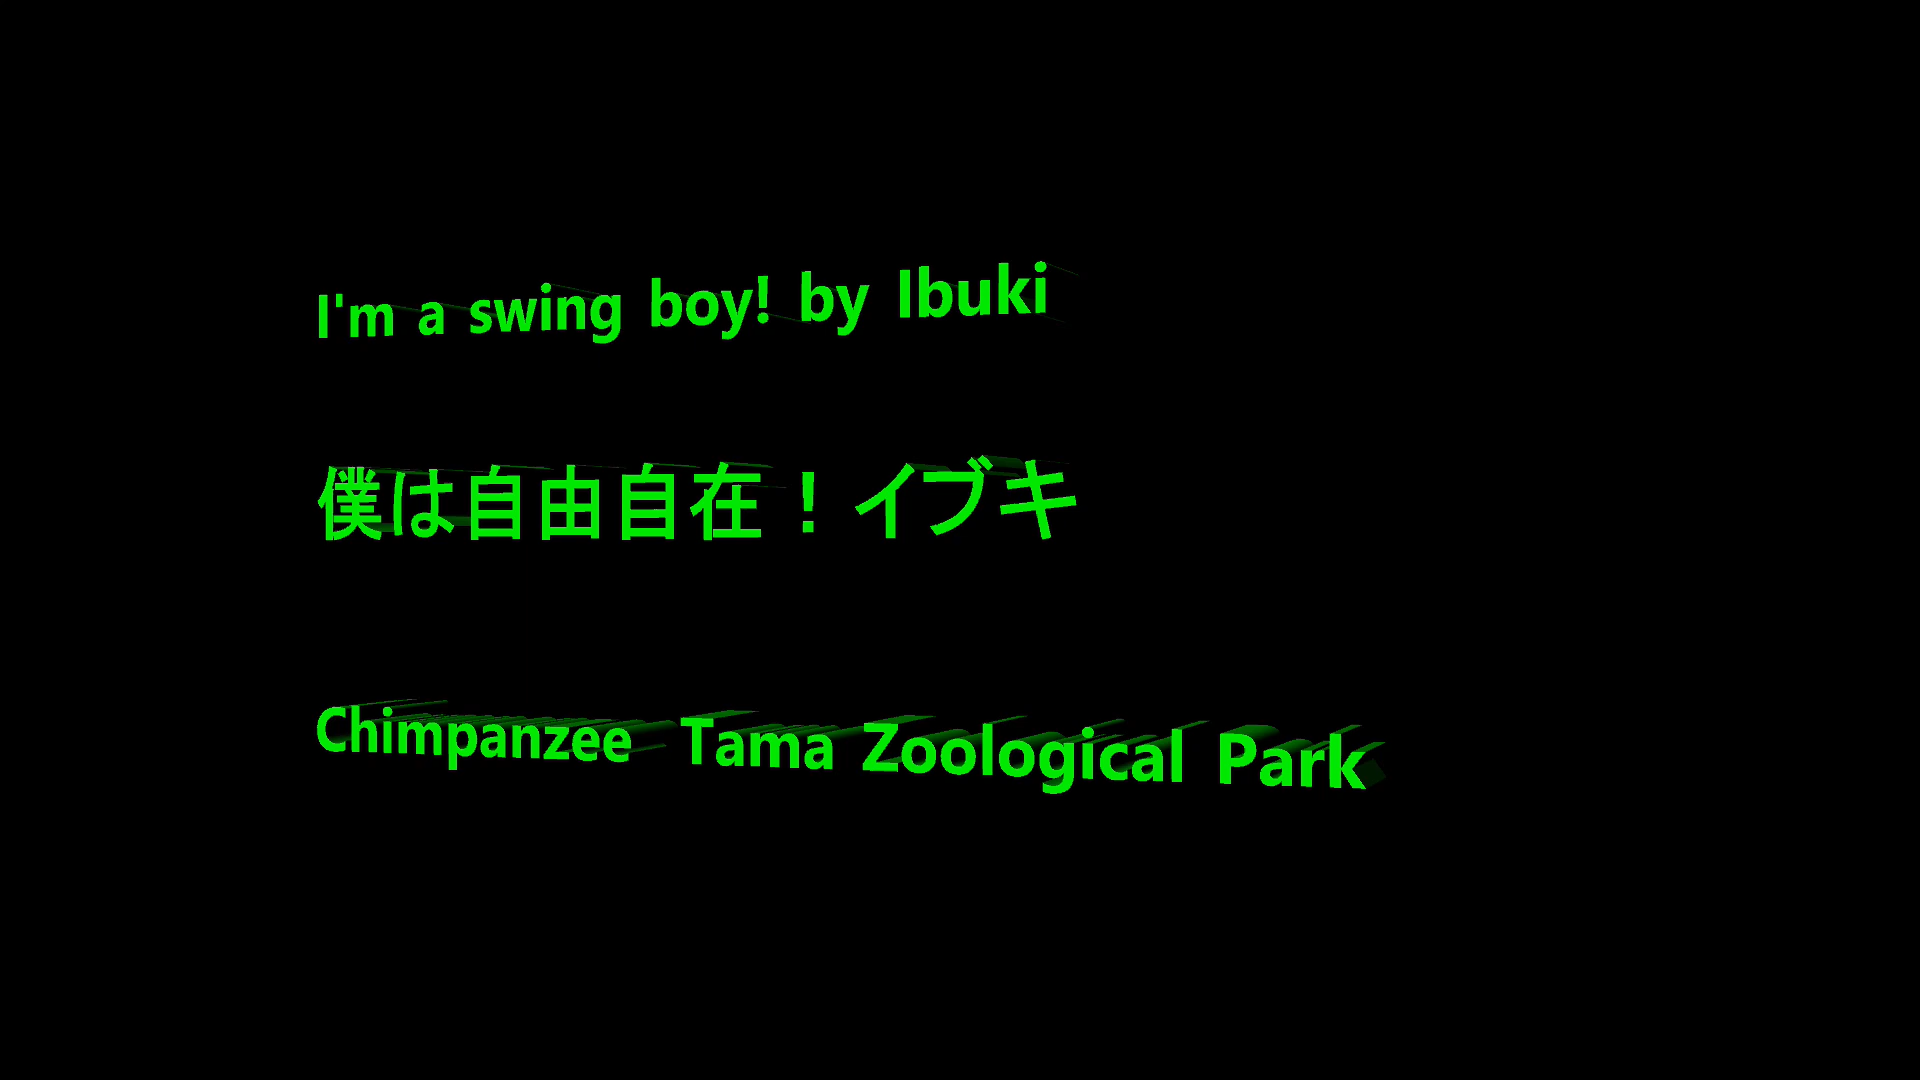 I'm a swing boy! by Ibuki
僕は自由自在！イブキ
Chimpanzee Tama Zoological Park